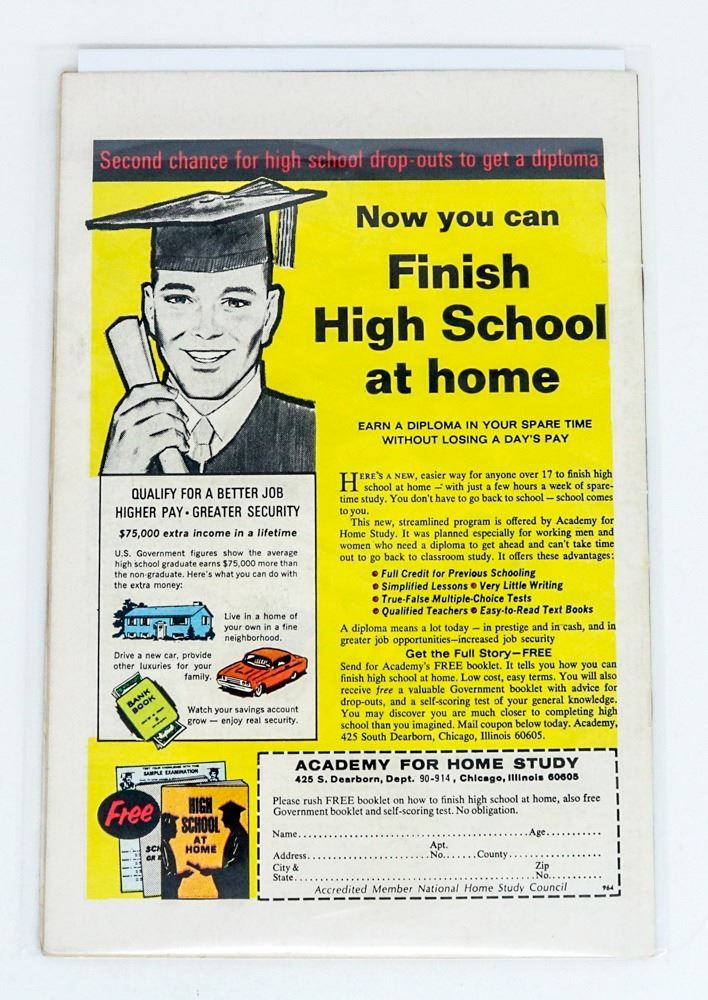 Second chance for high school drop-outs to get a diploma
Now you can
Finish
High School
at home
EARN A DIPLOMA IN YOUR SPARE TIME
WITHOUT LOSING A DAY'S PAY
HERE'S A NEW, easier way for anyone over 17 to finish high
school at home — with just a few hours a week of spare-
time study. You don't have to go back to school — school comes
to you.
This new, streamlined program is offered by Academy for
Home Study. It was planned especially for working men and
women who need a diploma to get ahead and can't take time
out to go back to classroom study. It offers these advantages:
• Full Credit for Previous Schooling
• Simplified Lessons • Very Little Writing
• True-False Multiple-Choice Tests
• Qualified Teachers • Easy-to-Read Text Books
A diploma means a lot today — in prestige and in cash, and in
greater job opportunities—increased job security
Get the Full Story—FREE
Send for Academy's FREE booklet. It tells you how you can
finish high school at home. Low cost, easy terms. You will also
receive free a valuable Government booklet with advice for
drop-outs, and a self-scoring test of your general knowledge.
You may discover you are much closer to completing high
school than you imagined. Mail coupon below today. Academy,
425 South Dearborn, Chicago, Illinois 60605.
QUALIFY FOR A BETTER JOB
HIGHER PAY • GREATER SECURITY
$75,000 extra income in a lifetime
U.S. Government figures show the average
high school graduate earns $75,000 more than
the non-graduate. Here's what you can do with
the extra money:
Live in a home of
your own in a fine
neighborhood.
Drive a new car, provide
other luxuries for your
family.
BANK
BOOK
Watch your savings account
grow — enjoy real security.
SAMPLE EXAMINATION
Free
HIGH
SCHOOL
AT
HOME
ACADEMY FOR HOME STUDY
425 S. Dearborn, Dept. 90-914, Chicago, Illinois 60605
Please rush FREE booklet on how to finish high school at home, also free
Government booklet and self-scoring test. No obligation.
Name..........Age..........
Apt.
Address..........No.......County..........
City & Zip
State..........No..........
Accredited Member National Home Study Council 964